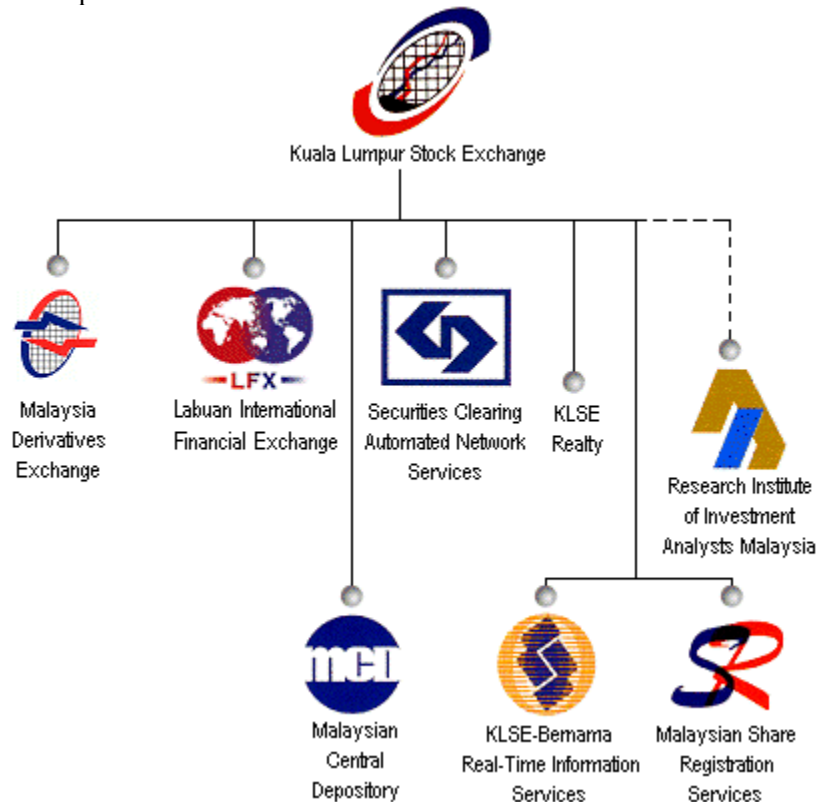 Kuala Lumpur Stock Exchange
LFX
Malaysia
Derivatives
Exchange
Labuan International
Financial Exchange
Securities Clearing
Automated Network
Services
KLSE
Realty
Research Institute
of Investment
Analysts Malaysia
mcd
Malaysian
Central
Depository
KLSE-Bernama
Real-Time Information
Services
SR
Malaysian Share
Registration
Services